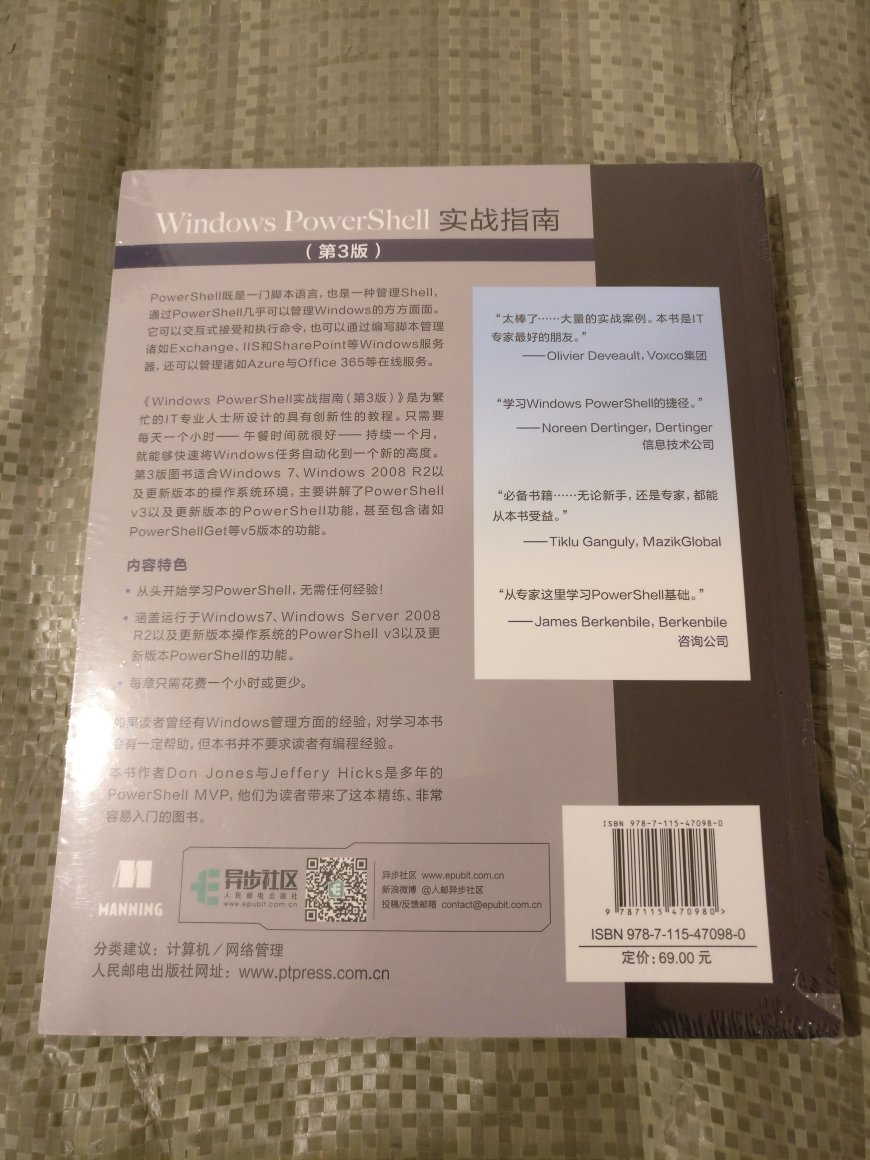 Windows PowerShell 实战指南
（第3版）
PowerShell既是一门脚本语言，也是一种管理Shell，
通过PowerShell几乎可以管理Windows的方方面面。
它可以交互式接受和执行命令，也可以通过编写脚本管理
诸如Exchange、IIS和SharePoint等Windows服务
器，还可以管理诸如Azure与Office 365等在线服务。
《Windows PowerShell实战指南（第3版）》是为繁
忙的IT专业人士所设计的具有创新性的教程。只需要
每天一个小时——午餐时间就很好——持续一个月，
就能够快速将Windows任务自动化到一个新的高度。
第3版图书适合Windows 7、Windows 2008 R2以
及更新版本的操作系统环境，主要讲解了PowerShell
v3以及更新版本的PowerShell功能，甚至包含诸如
PowerShellGet等v5版本的功能。
内容特色
• 从头开始学习PowerShell，无需任何经验！
• 涵盖运行于Windows7、Windows Server 2008
R2以及更新版本操作系统的PowerShell v3以及更
新版本PowerShell的功能。
• 每章只需花费一个小时或更少。
如果读者曾经有Windows管理方面的经验，对学习本书
会有一定帮助，但本书并不要求读者有编程经验。
本书作者Don Jones与Jeffery Hicks是多年的
PowerShell MVP，他们为读者带来了这本精练、非常
容易入门的图书。
“太棒了……大量的实战案例。本书是IT
专家最好的朋友。”
——Olivier Deveault，Voxco集团
“学习Windows PowerShell的捷径。”
——Noreen Dertinger，Dertinger
信息技术公司
“必备书籍……无论新手，还是专家，都能
从本书受益。”
——Tiklu Ganguly，MazikGlobal
“从专家这里学习PowerShell基础。”
——James Berkenbile，Berkenbile
咨询公司
MANNING
异步社区
人民邮电出版社
www.epubit.com.cn
异步社区 www.epubit.com.cn
新浪微博 @人邮异步社区
投稿/反馈邮箱 contact@epubit.com.cn
分类建议：计算机／网络管理
人民邮电出版社网址：www.ptpress.com.cn
ISBN 978-7-115-47098-0
9 787115 470980 >
ISBN 978-7-115-47098-0
定价：69.00 元